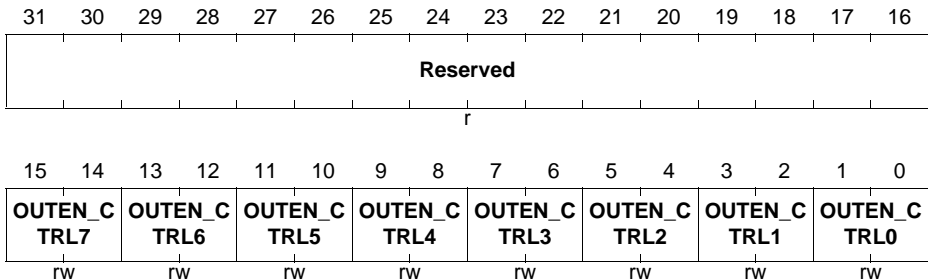 31 30 29 28 27 26 25 24 23 22 21 20 19 18 17 16
Reserved
r
15 14 13 12 11 10 9 8 7 6 5 4 3 2 1 0
OUTEN_C OUTEN_C OUTEN_C OUTEN_C OUTEN_C OUTEN_C OUTEN_C OUTEN_C
TRL7 TRL6 TRL5 TRL4 TRL3 TRL2 TRL1 TRL0
rw rw rw rw rw rw rw rw